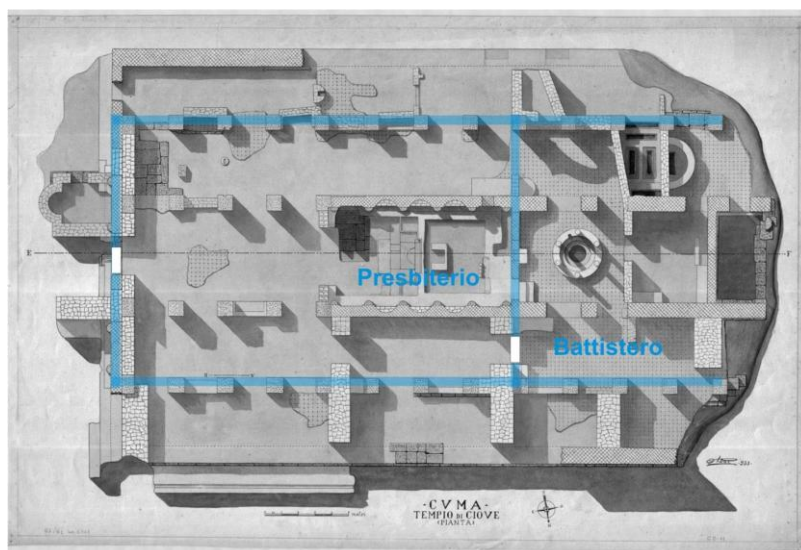 E
F
Presbiterio
Battistero
·CVMA·
TEMPIO DI GIOVE
(PIANTA)